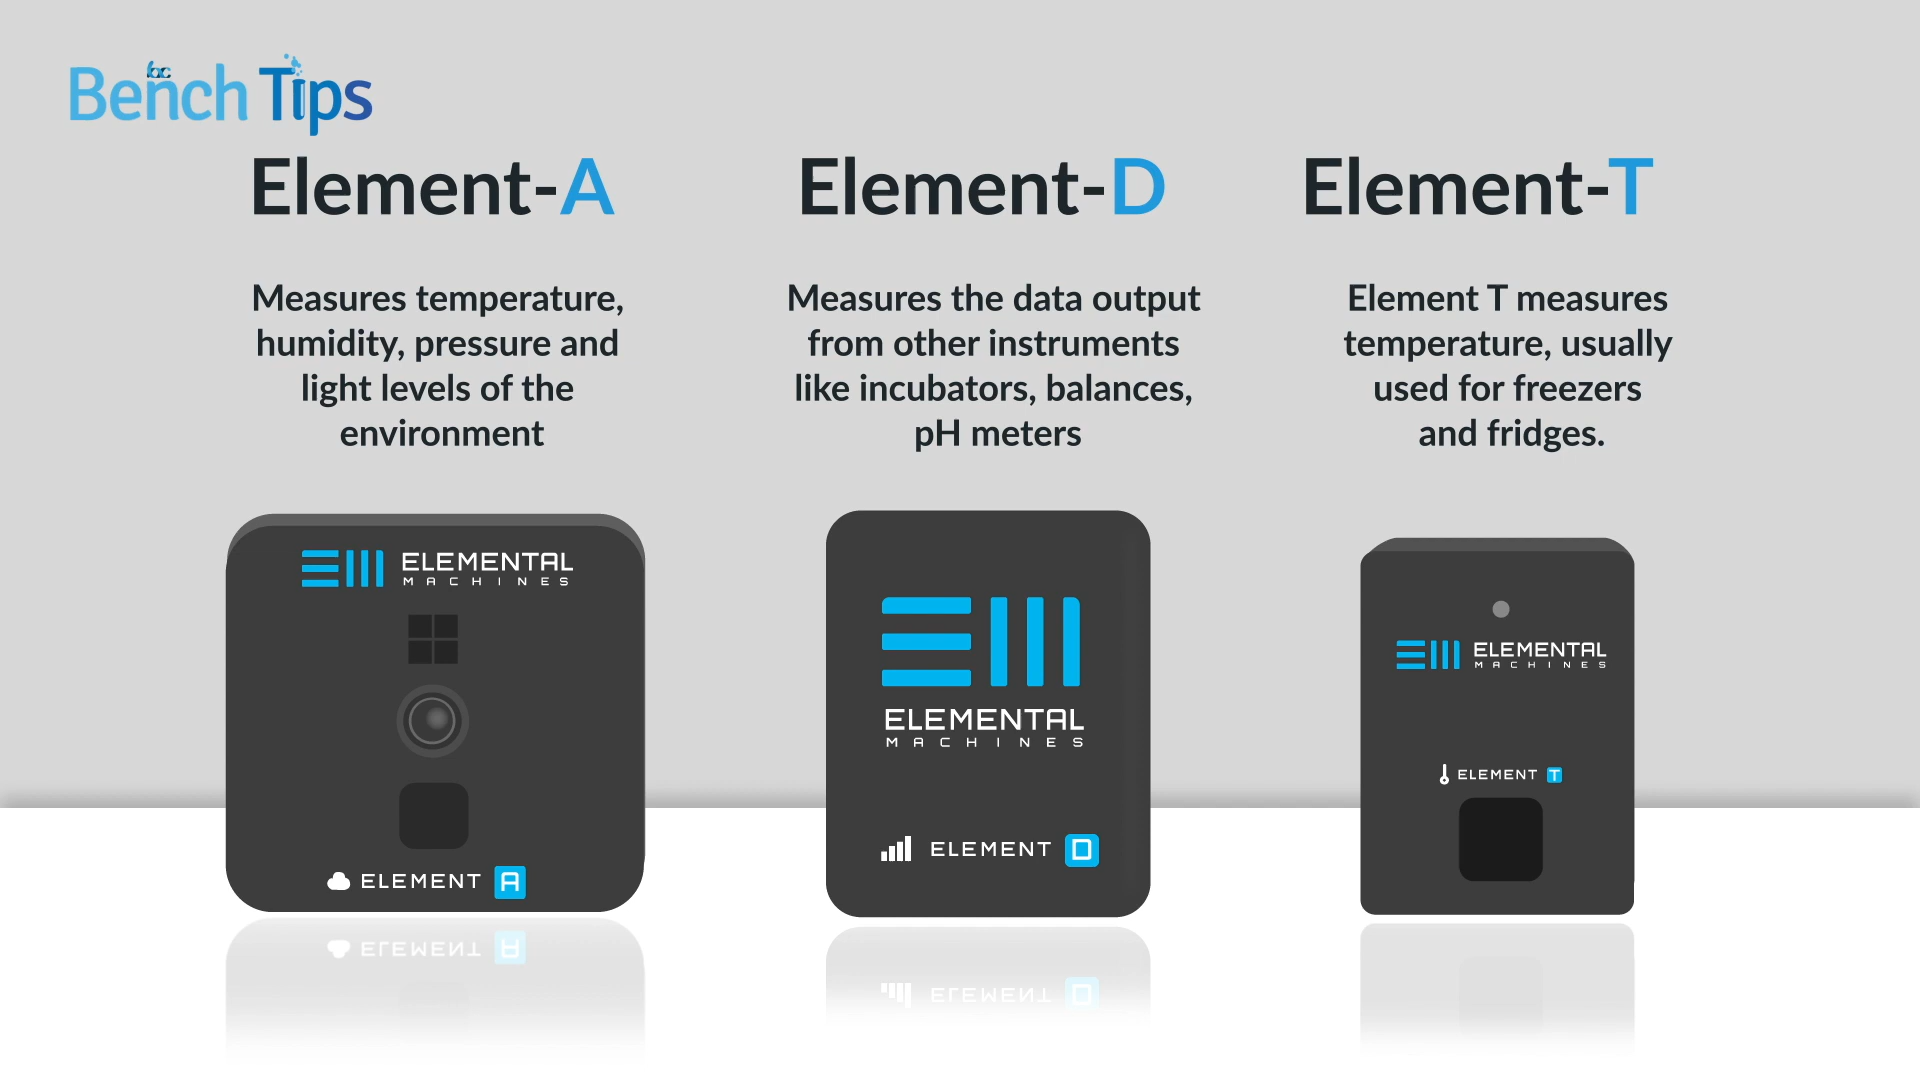 Bench Tips
Element-A
Measures temperature,
humidity, pressure and
light levels of the
environment
Element-D
Measures the data output
from other instruments
like incubators, balances,
pH meters
Element-T
Element T measures
temperature, usually
used for freezers
and fridges.
ELEMENTAL
MACHINES
ELEMENT A
ELEMENTAL
MACHINES
ELEMENT D
ELEMENTAL
MACHINES
ELEMENT T